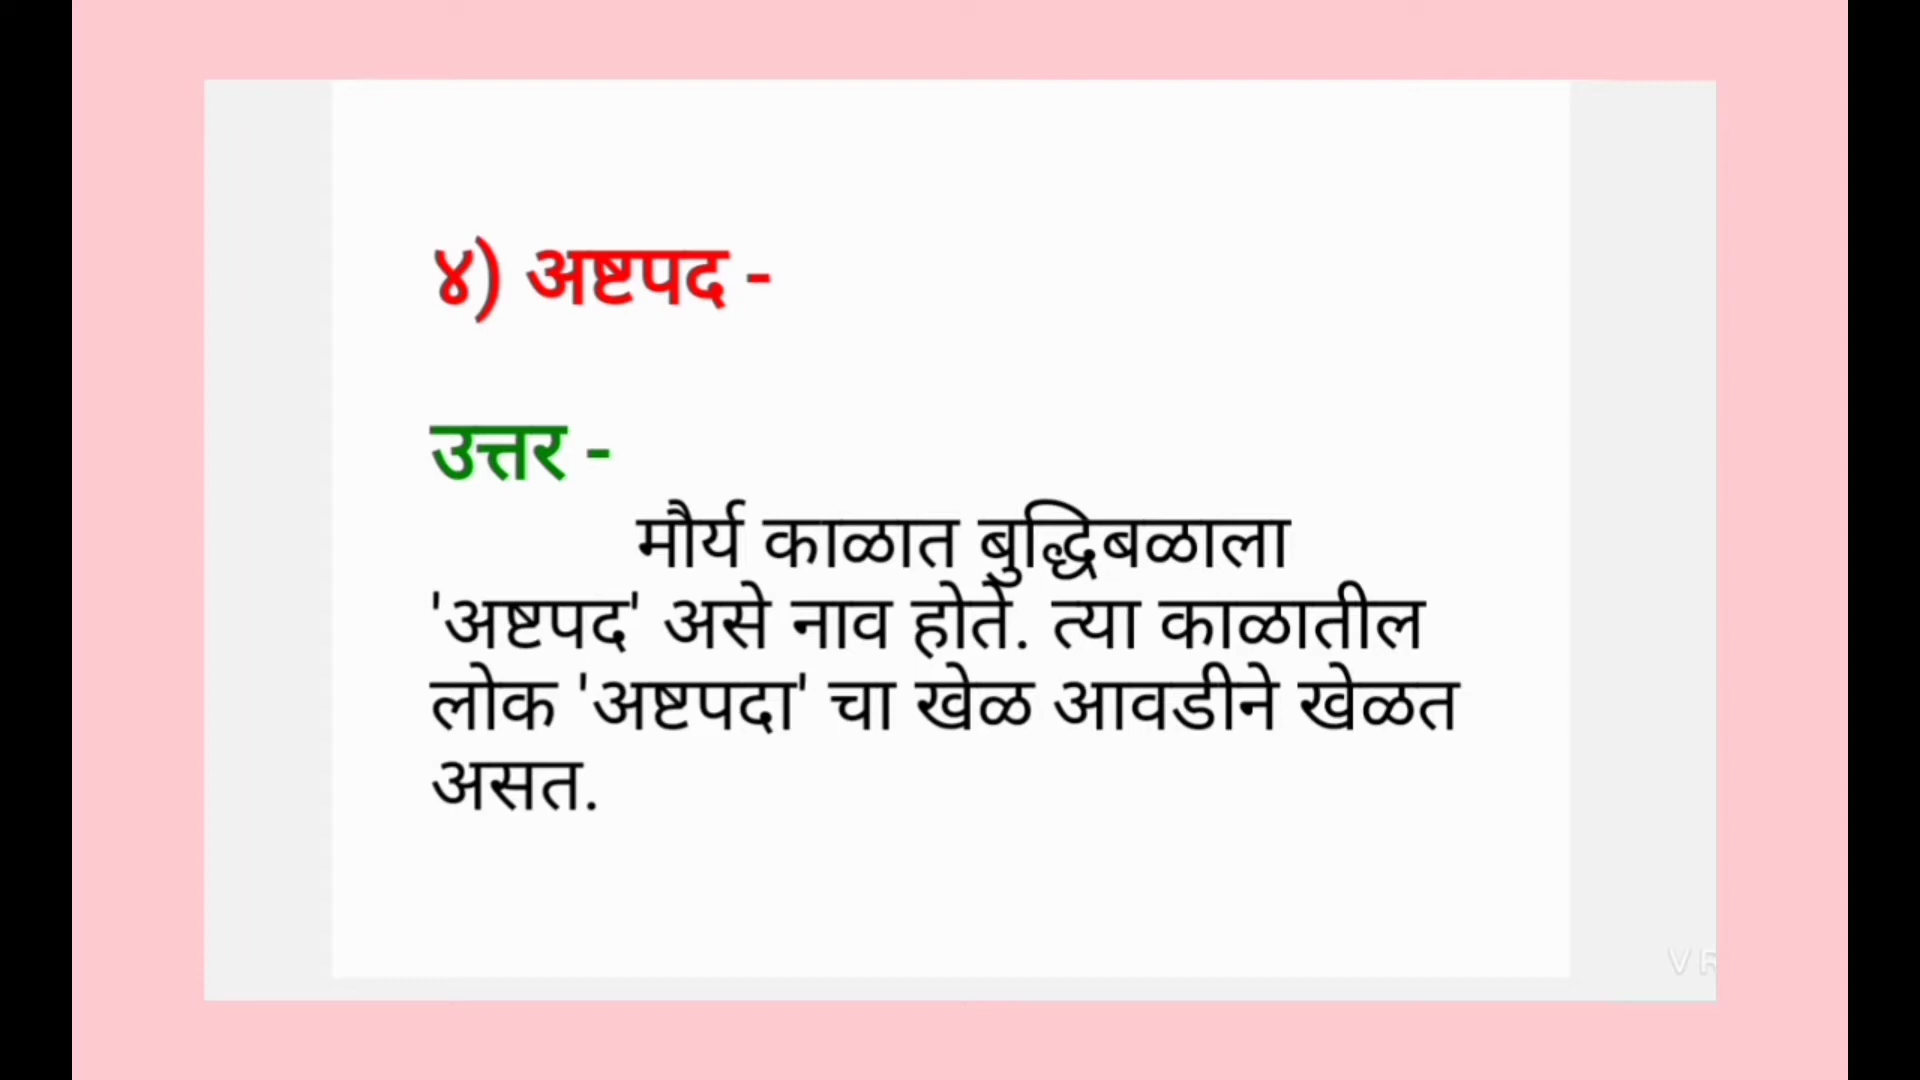 ४) अष्टपद -
उत्तर -
मौर्य काळात बुद्धिबळाला
'अष्टपद' असे नाव होते. त्या काळातील
लोक 'अष्टपदा' चा खेळ आवडीने खेळत
असत.